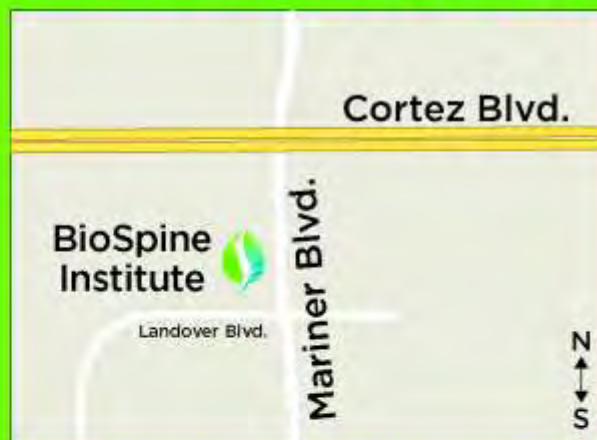 Cortez Blvd.
BioSpine
Institute
Mariner Blvd.
Landover Blvd.
N
S